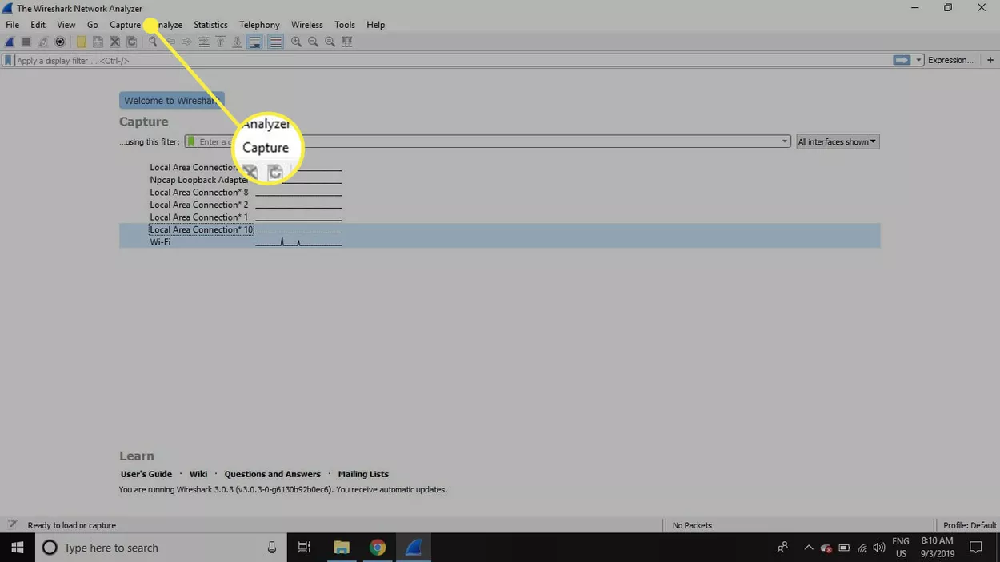 The Wireshark Network Analyzer
File Edit View Go Capture nalyze Statistics Telephony Wireless Tools Help
Apply a display filter ... <Ctrl-/>
Expression... +
Welcome to Wireshar
Capture
...using this filter: Enter a c
All interfaces shown
Analyzer
Capture
Local Area Connection
Npcap Loopback Adapter
Local Area Connection* 8
Local Area Connection* 2
Local Area Connection* 1
Local Area Connection* 10
Wi-Fi
Learn
User's Guide · Wiki · Questions and Answers · Mailing Lists
You are running Wireshark 3.0.3 (v3.0.3-0-g6130b92b0ec6). You receive automatic updates.
Ready to load or capture
No Packets
Profile: Default
Type here to search
ENG
US
8:10 AM
9/3/2019